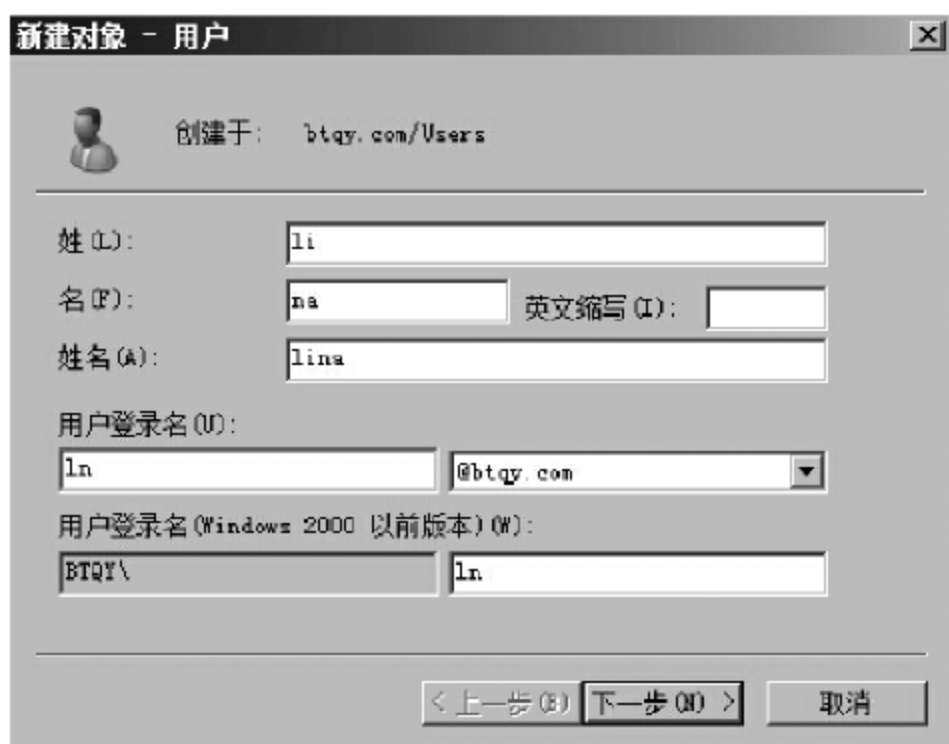 新建对象 - 用户
创建于: btqy.com/Users
姓(L): li
名(F): na 英文缩写(I):
姓名(A): lina
用户登录名(U):
ln @btqy.com
用户登录名(Windows 2000 以前版本)(W):
BTQY\ ln
< 上一步(B) 下一步(N) > 取消